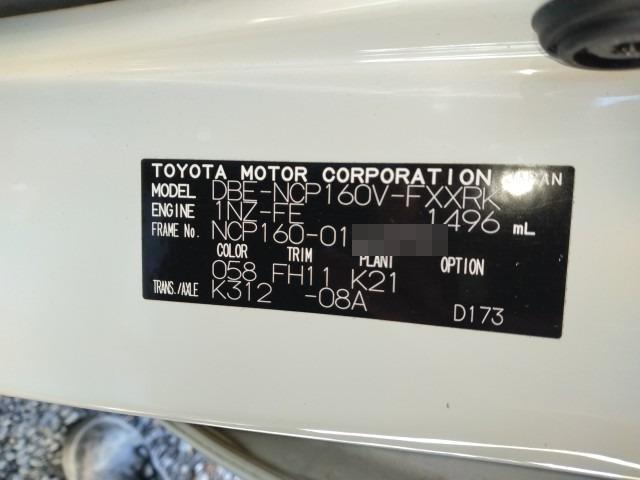 TOYOTA MOTOR CORPORATION JAPAN
MODEL DBE-NCP160V-FXXRK
ENGINE 1NZ-FE 1496 mL
FRAME No. NCP160-01
COLOR TRIM PLANT OPTION
058 FH11 K21
TRANS./AXLE K312 -08A
D173